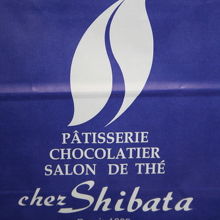 PÂTISSERIE
CHOCOLATIER
SALON DE THÉ
chez Shibata